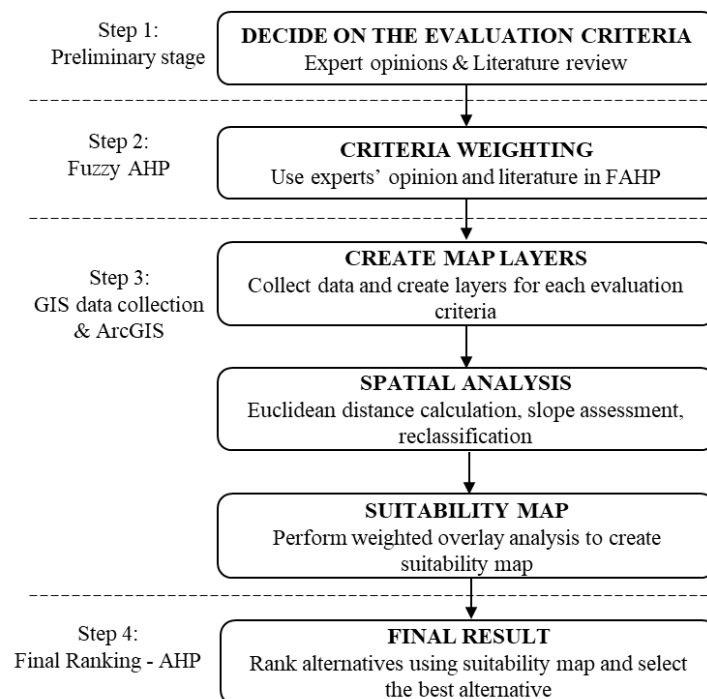 Step 1:
Preliminary stage
DECIDE ON THE EVALUATION CRITERIA
Expert opinions & Literature review
Step 2:
Fuzzy AHP
CRITERIA WEIGHTING
Use experts’ opinion and literature in FAHP
Step 3:
GIS data collection
& ArcGIS
CREATE MAP LAYERS
Collect data and create layers for each evaluation
criteria
SPATIAL ANALYSIS
Euclidean distance calculation, slope assessment,
reclassification
SUITABILITY MAP
Perform weighted overlay analysis to create
suitability map
Step 4:
Final Ranking - AHP
FINAL RESULT
Rank alternatives using suitability map and select
the best alternative